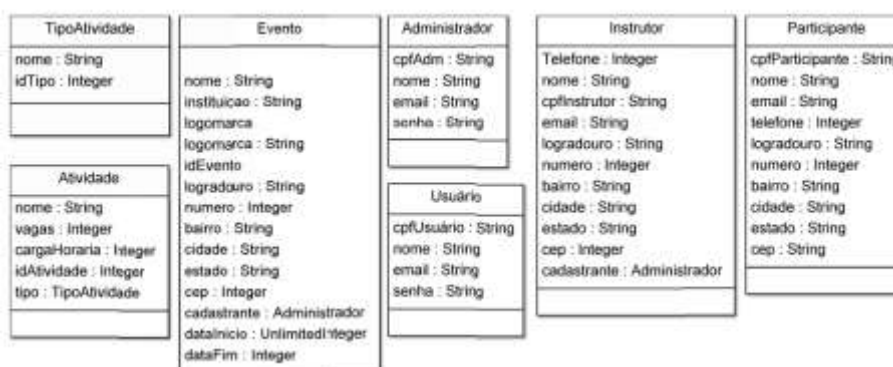 TipoAtividade
nome : String
idTipo : Integer
Atividade
nome : String
vagas : Integer
cargaHoraria : Integer
idAtividade : Integer
tipo : TipoAtividade
Evento
nome : String
instituicao : String
logomarca
logomarca : String
idEvento
logradouro : String
numero : Integer
bairro : String
cidade : String
estado : String
cep : Integer
cadastrante : Administrador
dataInicio : UnlimitedInteger
dataFim : Integer
Administrador
cpfAdm : String
nome : String
email : String
senha : String
Usuário
cpfUsuário : String
nome : String
email : String
senha : String
Instrutor
Telefone : Integer
nome : String
cpfInstrutor : String
email : String
logradouro : String
numero : Integer
bairro : String
cidade : String
estado : String
cep : Integer
cadastrante : Administrador
Participante
cpfParticipante : String
nome : String
email : String
telefone : Integer
logradouro : String
numero : Integer
bairro : String
cidade : String
estado : String
cep : String